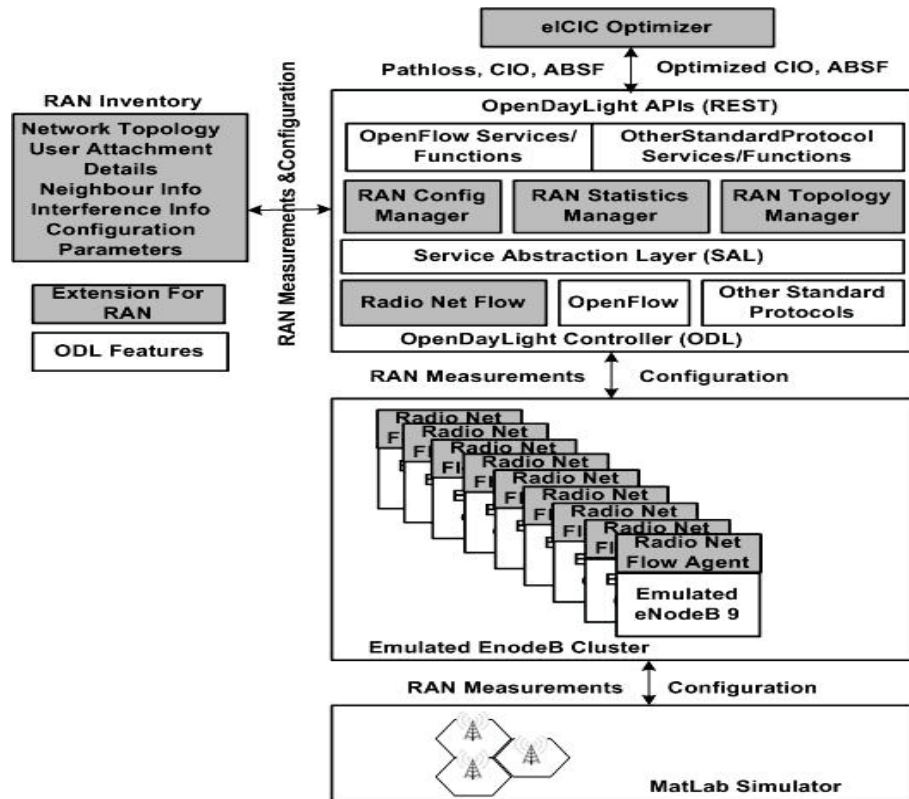 eICIC Optimizer
Pathloss, CIO, ABSF
Optimized CIO, ABSF
RAN Inventory
Network Topology
User Attachment
Details
Neighbour Info
Interference Info
Configuration
Parameters
Extension For
RAN
ODL Features
RAN Measurements &Configuration
OpenDayLight APIs (REST)
OpenFlow Services/
Functions
OtherStandardProtocol
Services/Functions
RAN Config
Manager
RAN Statistics
Manager
RAN Topology
Manager
Service Abstraction Layer (SAL)
Radio Net Flow
OpenFlow
Other Standard
Protocols
OpenDayLight Controller (ODL)
RAN Measurements
Configuration
Radio Net
Radio Net
Radio Net
Radio Net
Radio Net
Radio Net
Radio Net
Radio Net
Radio Net
Flow Agent
Emulated
eNodeB 9
Emulated EnodeB Cluster
RAN Measurements
Configuration
MatLab Simulator